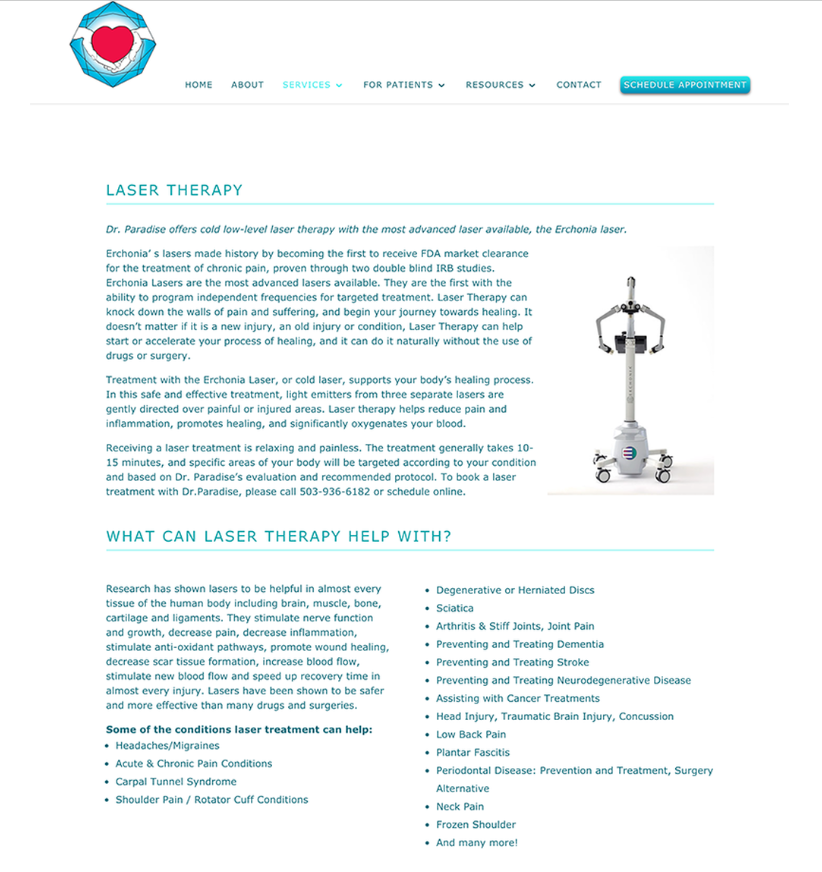 HOME ABOUT SERVICES FOR PATIENTS RESOURCES CONTACT SCHEDULE APPOINTMENT
LASER THERAPY
Dr. Paradise offers cold low-level laser therapy with the most advanced laser available, the Erchonia laser.
Erchonia' s lasers made history by becoming the first to receive FDA market clearance
for the treatment of chronic pain, proven through two double blind IRB studies.
Erchonia Lasers are the most advanced lasers available. They are the first with the
ability to program independent frequencies for targeted treatment. Laser Therapy can
knock down the walls of pain and suffering, and begin your journey towards healing. It
doesn't matter if it is a new injury, an old injury or condition, Laser Therapy can help
start or accelerate your process of healing, and it can do it naturally without the use of
drugs or surgery.
Treatment with the Erchonia Laser, or cold laser, supports your body's healing process.
In this safe and effective treatment, light emitters from three separate lasers are
gently directed over painful or injured areas. Laser therapy helps reduce pain and
inflammation, promotes healing, and significantly oxygenates your blood.
Receiving a laser treatment is relaxing and painless. The treatment generally takes 10-
15 minutes, and specific areas of your body will be targeted according to your condition
and based on Dr. Paradise's evaluation and recommended protocol. To book a laser
treatment with Dr.Paradise, please call 503-936-6182 or schedule online.
WHAT CAN LASER THERAPY HELP WITH?
Research has shown lasers to be helpful in almost every
tissue of the human body including brain, muscle, bone,
cartilage and ligaments. They stimulate nerve function
and growth, decrease pain, decrease inflammation,
stimulate anti-oxidant pathways, promote wound healing,
decrease scar tissue formation, increase blood flow,
stimulate new blood flow and speed up recovery time in
almost every injury. Lasers have been shown to be safer
and more effective than many drugs and surgeries.
Some of the conditions laser treatment can help:
• Headaches/Migraines
• Acute & Chronic Pain Conditions
• Carpal Tunnel Syndrome
• Shoulder Pain / Rotator Cuff Conditions
• Degenerative or Herniated Discs
• Sciatica
• Arthritis & Stiff Joints, Joint Pain
• Preventing and Treating Dementia
• Preventing and Treating Stroke
• Preventing and Treating Neurodegenerative Disease
• Assisting with Cancer Treatments
• Head Injury, Traumatic Brain Injury, Concussion
• Low Back Pain
• Plantar Fascitis
• Periodontal Disease: Prevention and Treatment, Surgery
Alternative
• Neck Pain
• Frozen Shoulder
• And many more!